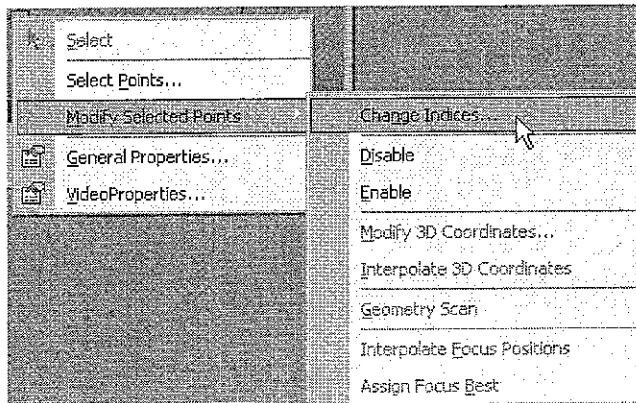 Select
Select Points...
Modify Selected Points
General Properties...
VideoProperties...
Change Indices...
Disable
Enable
Modify 3D Coordinates...
Interpolate 3D Coordinates
Geometry Scan
Interpolate Focus Positions
Assign Focus Best